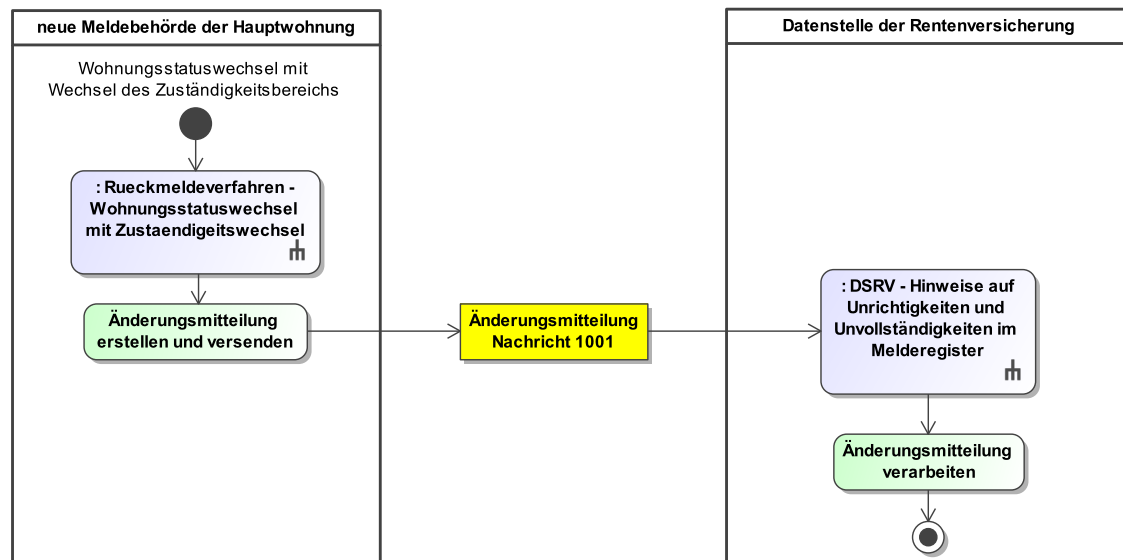 neue Meldebehörde der Hauptwohnung
Wohnungsstatuswechsel mit
Wechsel des Zuständigkeitsbereichs
: Rueckmeldeverfahren -
Wohnungsstatuswechsel
mit Zustaendigeitswechsel
Änderungsmitteilung
erstellen und versenden
Änderungsmitteilung
Nachricht 1001
Datenstelle der Rentenversicherung
: DSRV - Hinweise auf
Unrichtigkeiten und
Unvollständigkeiten im
Melderegister
Änderungsmitteilung
verarbeiten